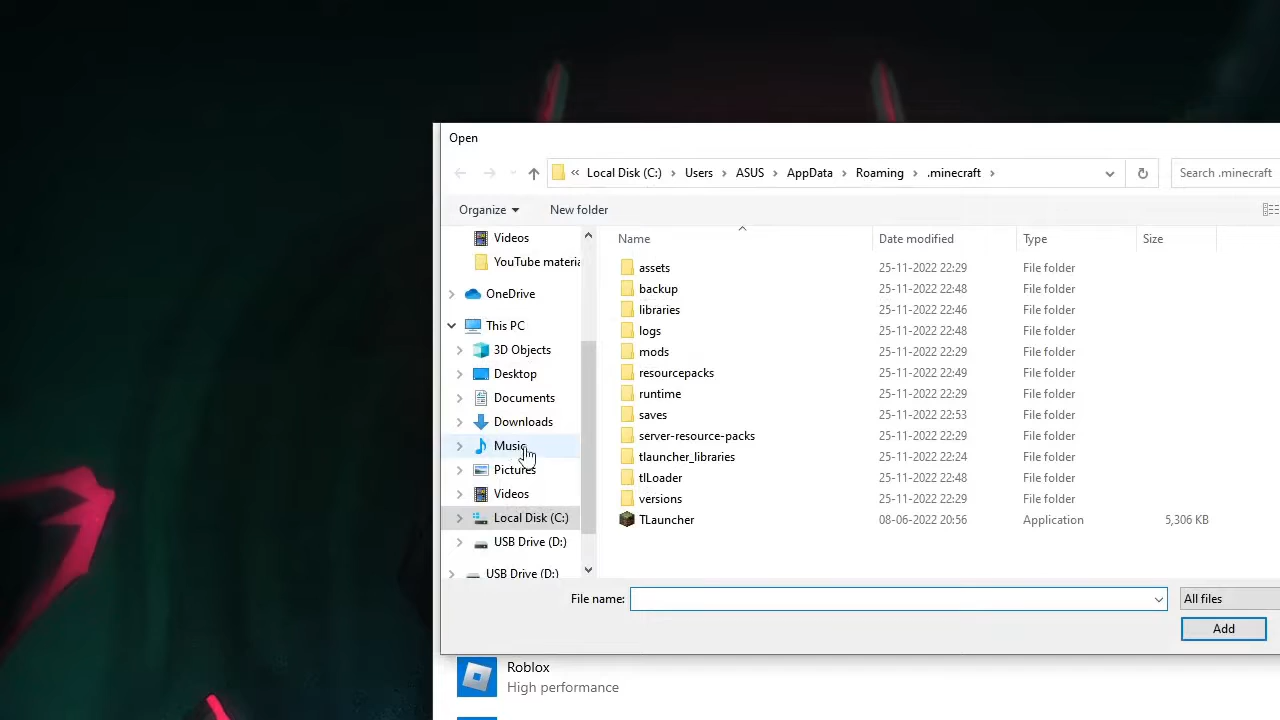 Open
« Local Disk (C:) › Users › ASUS › AppData › Roaming › .minecraft ›
Search .minecraft
Organize
New folder
Videos
YouTube materia
OneDrive
This PC
3D Objects
Desktop
Documents
Downloads
Music
Pictures
Videos
Local Disk (C:)
USB Drive (D:)
USB Drive (D:)
Name Date modified Type Size
assets 25-11-2022 22:29 File folder
backup 25-11-2022 22:48 File folder
libraries 25-11-2022 22:46 File folder
logs 25-11-2022 22:48 File folder
mods 25-11-2022 22:29 File folder
resourcepacks 25-11-2022 22:49 File folder
runtime 25-11-2022 22:29 File folder
saves 25-11-2022 22:53 File folder
server-resource-packs 25-11-2022 22:29 File folder
tlauncher_libraries 25-11-2022 22:24 File folder
tlLoader 25-11-2022 22:48 File folder
versions 25-11-2022 22:29 File folder
TLauncher 08-06-2022 20:56 Application 5,306 KB
File name:
All files
Add
Roblox
High performance